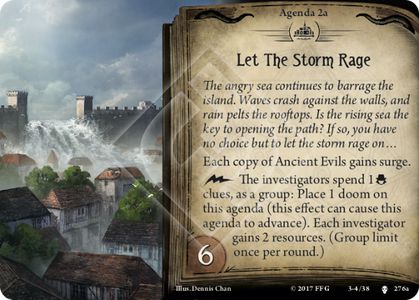 Agenda 2a
Let The Storm Rage
The angry sea continues to barrage the
island. Waves crash against the walls, and
rain pelts the rooftops. Is the rising sea the
key to opening the path? If so, you have
no choice but to let the storm rage on…
Each copy of Ancient Evils gains surge.
The investigators spend 1
clues, as a group: Place 1 doom on
this agenda (this effect can cause this
agenda to advance). Each investigator
gains 2 resources. (Group limit
once per round.)
6
Illus. Dennis Chan
© 2017 FFG
3-4/38
276a